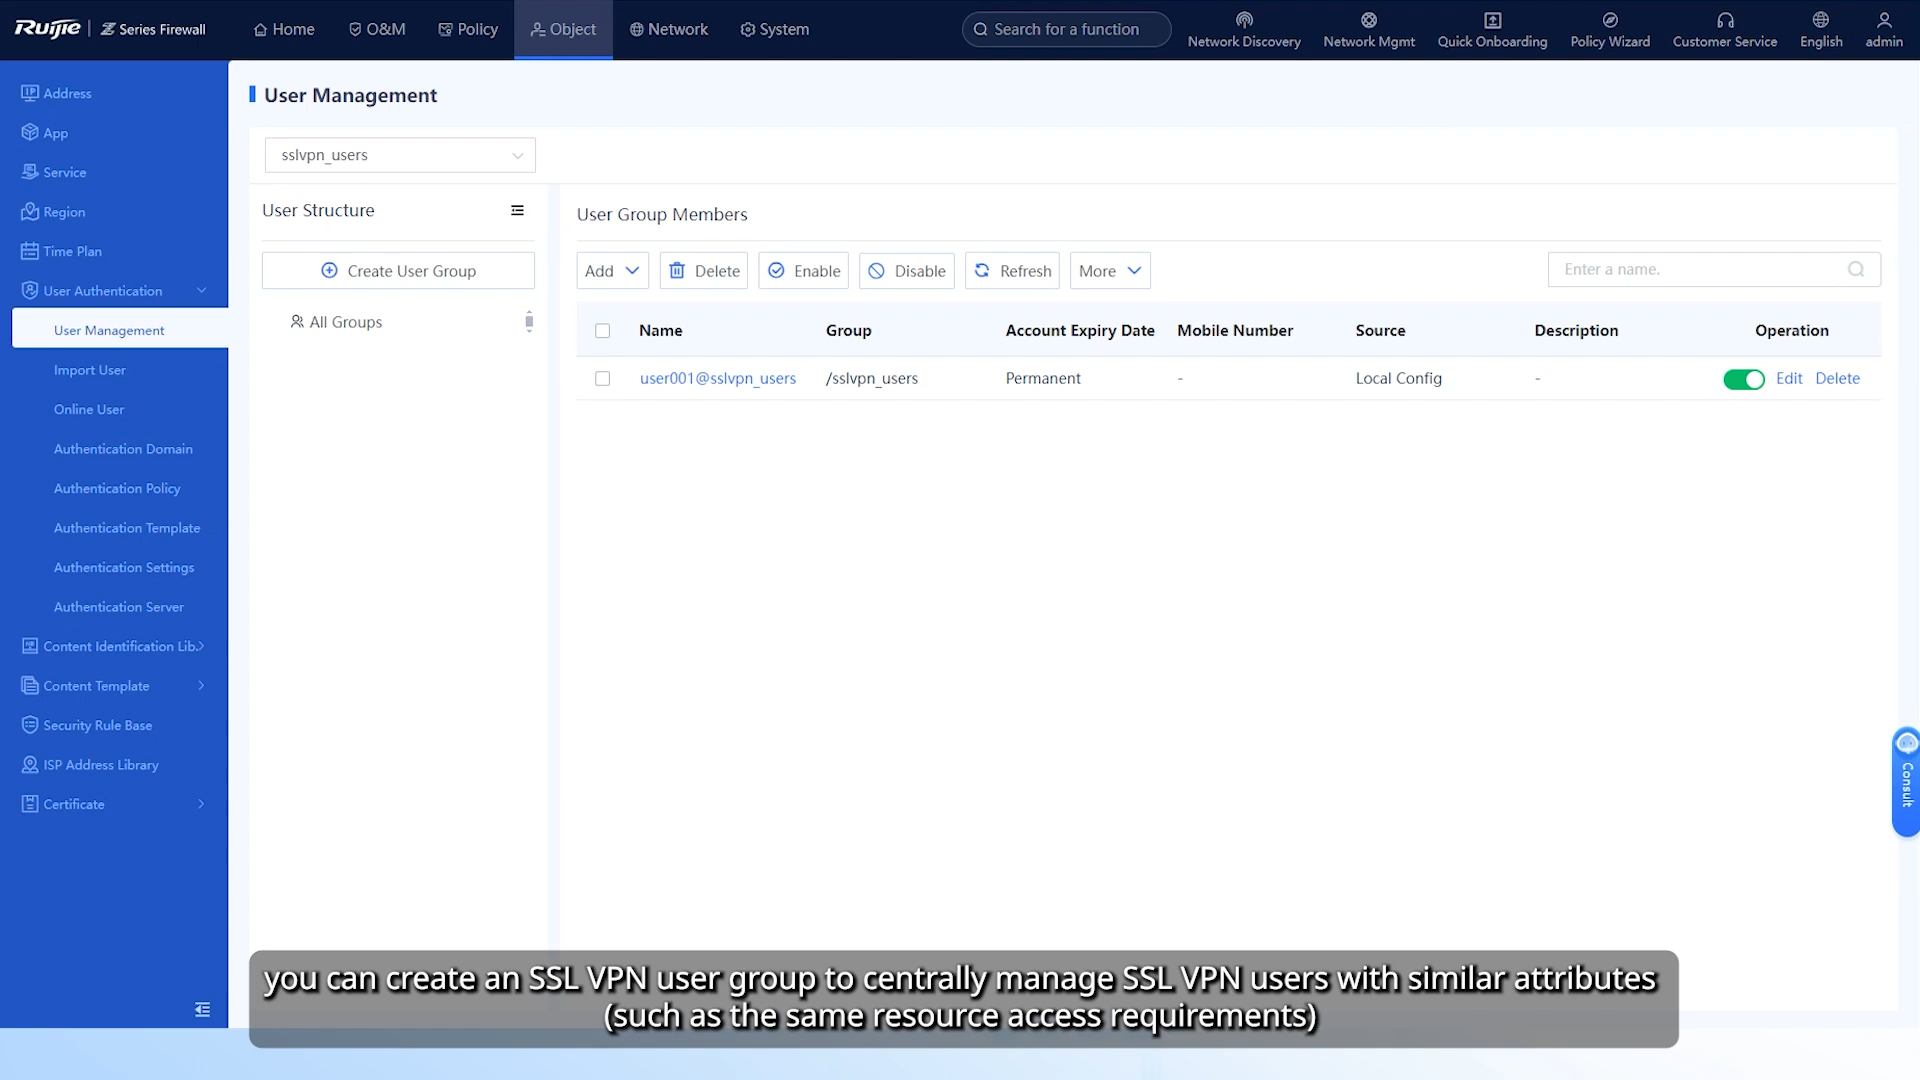 Ruijie | Z Series Firewall
Home
O&M
Policy
Object
Network
System
Search for a function
Network Discovery
Network Mgmt
Quick Onboarding
Policy Wizard
Customer Service
English
admin
Address
App
Service
Region
Time Plan
User Authentication
User Management
Import User
Online User
Authentication Domain
Authentication Policy
Authentication Template
Authentication Settings
Authentication Server
Content Identification Lib.
Content Template
Security Rule Base
ISP Address Library
Certificate
User Management
sslvpn_users
User Structure
Create User Group
All Groups
User Group Members
Add
Delete
Enable
Disable
Refresh
More
Enter a name.
Name Group Account Expiry Date Mobile Number Source Description Operation
user001@sslvpn_users /sslvpn_users Permanent - Local Config - Edit Delete
Consult
you can create an SSL VPN user group to centrally manage SSL VPN users with similar attributes
(such as the same resource access requirements)